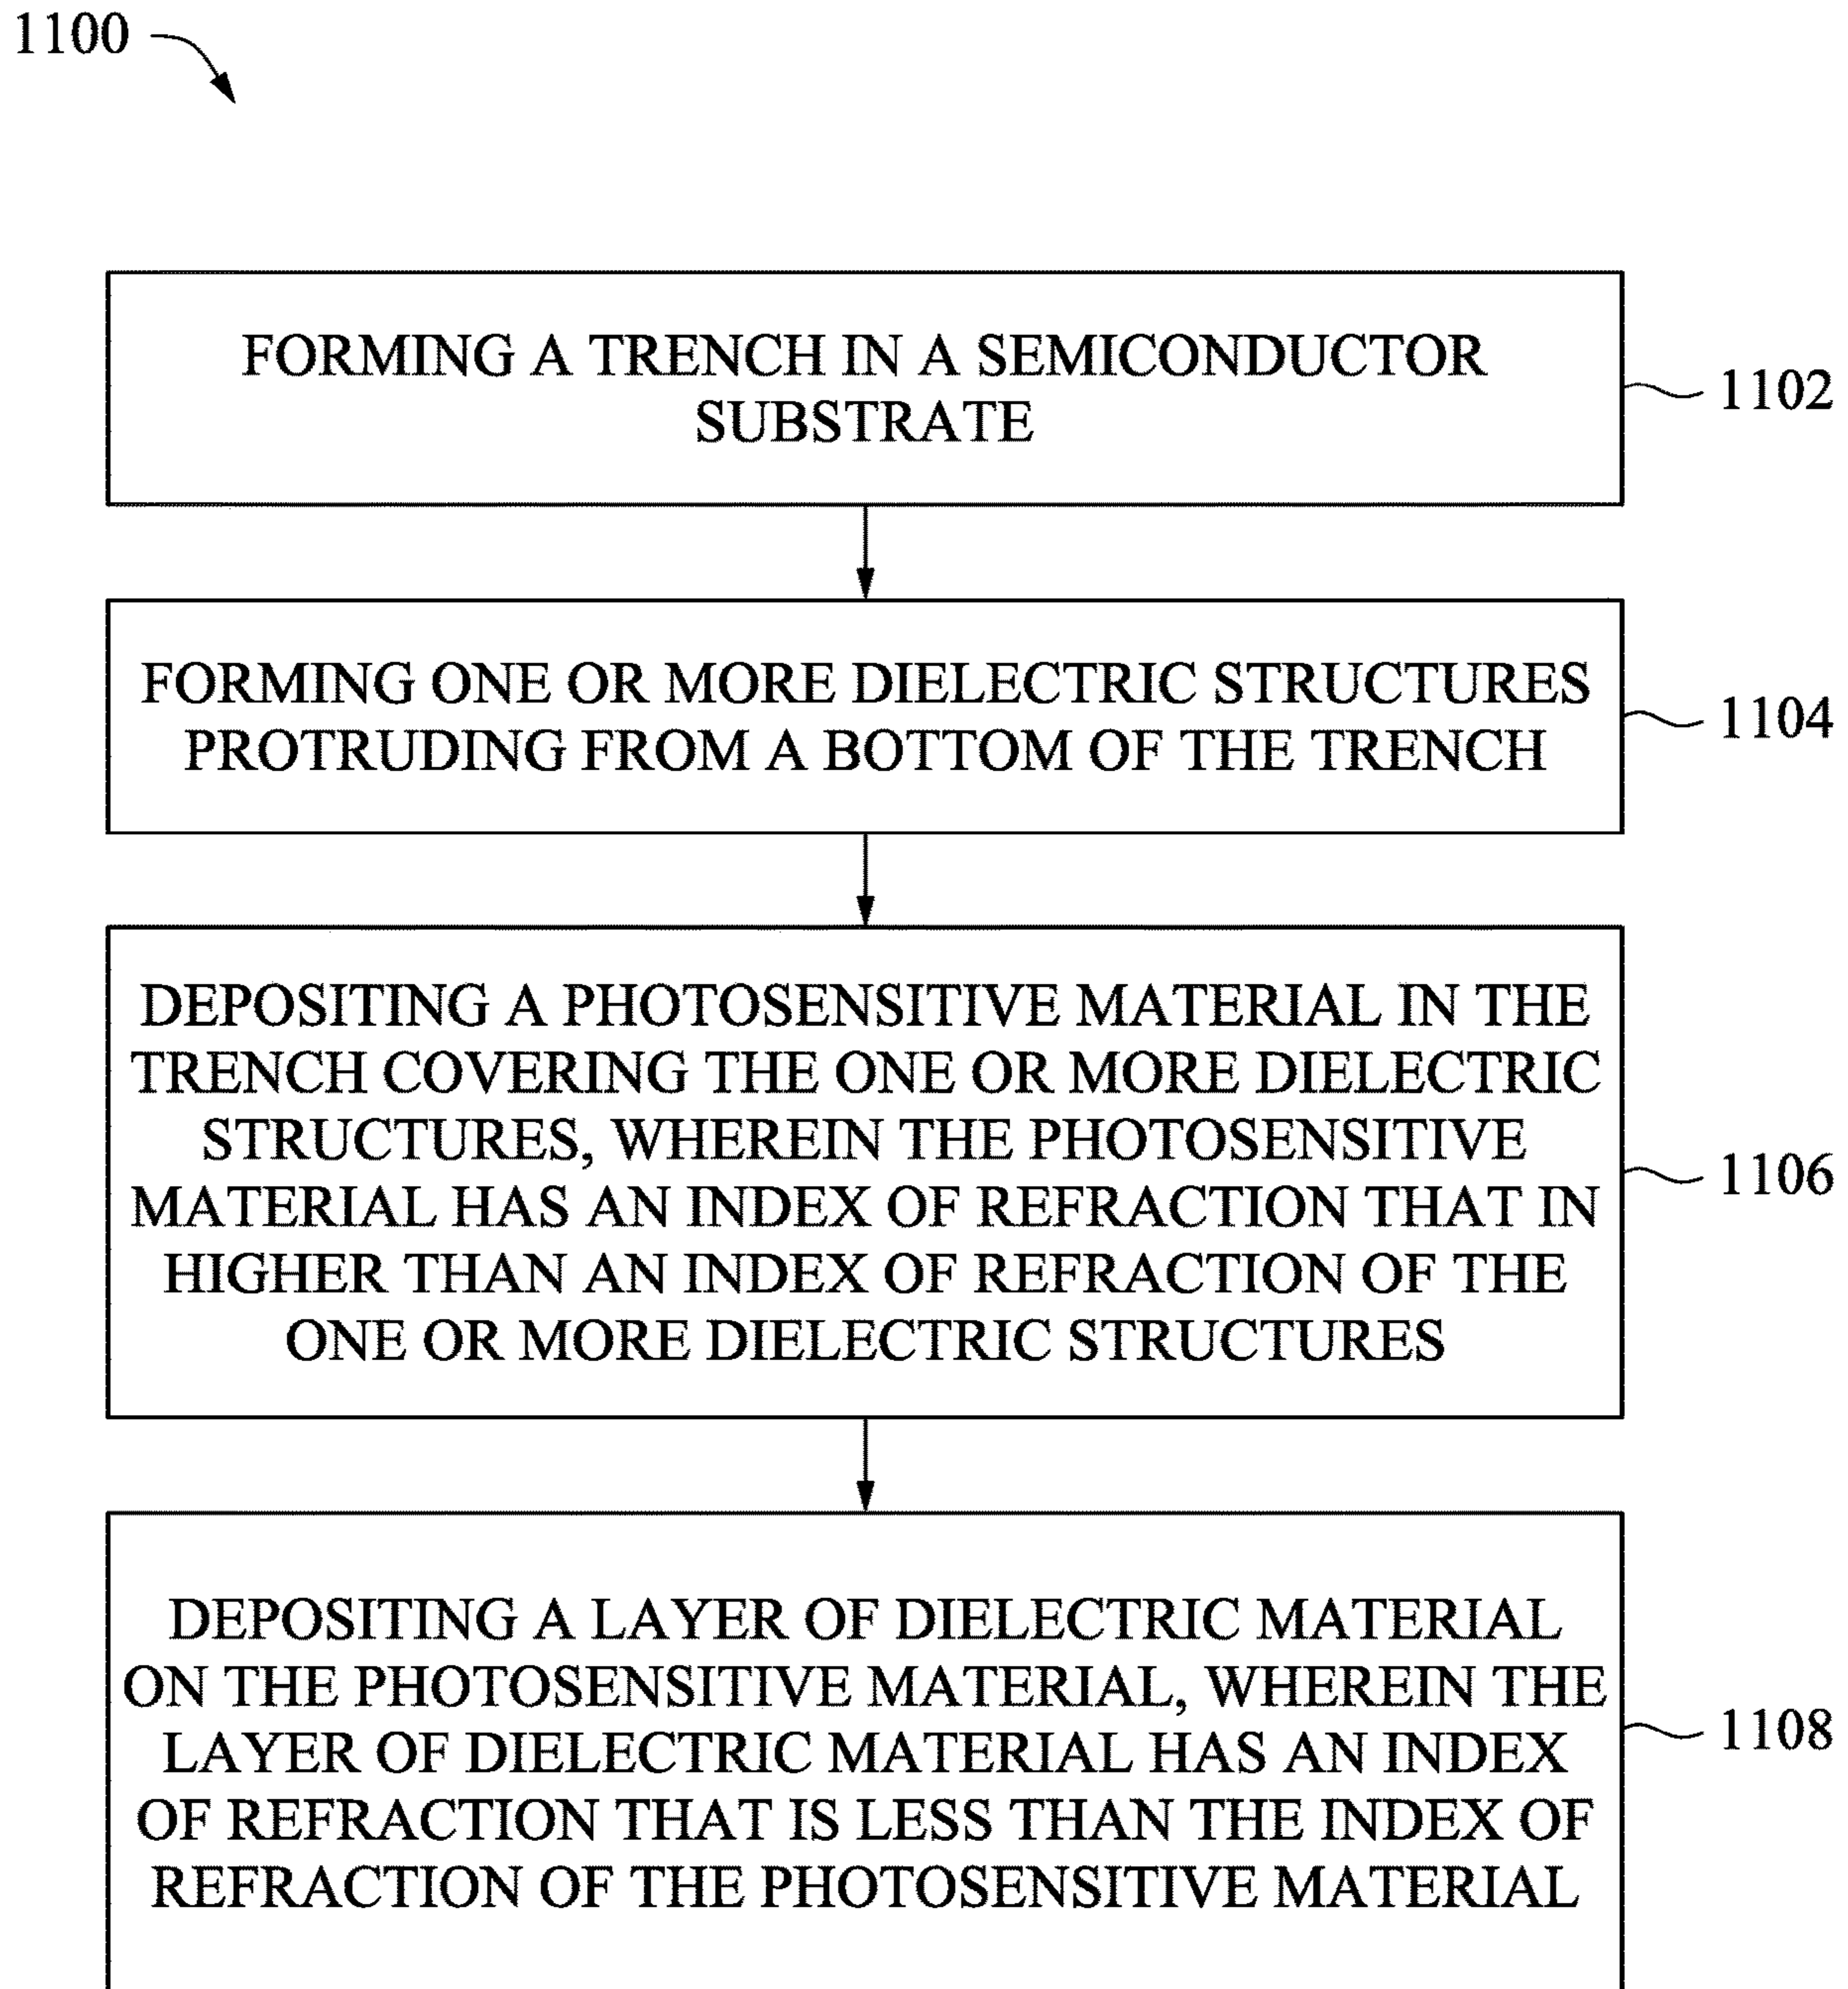 1100
FORMING A TRENCH IN A SEMICONDUCTOR
SUBSTRATE
1102
FORMING ONE OR MORE DIELECTRIC STRUCTURES
PROTRUDING FROM A BOTTOM OF THE TRENCH
1104
DEPOSITING A PHOTOSENSITIVE MATERIAL IN THE
TRENCH COVERING THE ONE OR MORE DIELECTRIC
STRUCTURES, WHEREIN THE PHOTOSENSITIVE
MATERIAL HAS AN INDEX OF REFRACTION THAT IN
HIGHER THAN AN INDEX OF REFRACTION OF THE
ONE OR MORE DIELECTRIC STRUCTURES
1106
DEPOSITING A LAYER OF DIELECTRIC MATERIAL
ON THE PHOTOSENSITIVE MATERIAL, WHEREIN THE
LAYER OF DIELECTRIC MATERIAL HAS AN INDEX
OF REFRACTION THAT IS LESS THAN THE INDEX OF
REFRACTION OF THE PHOTOSENSITIVE MATERIAL
1108